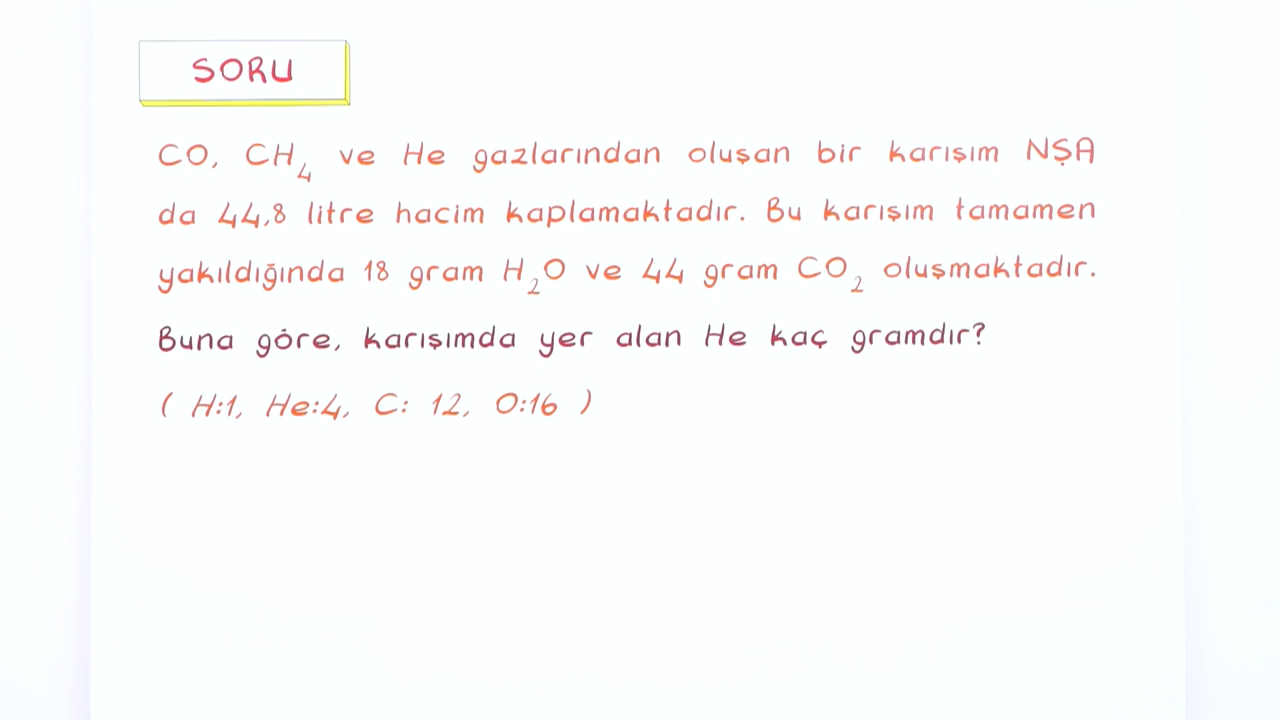 SORU
CO, CH₄ ve He gazlarından oluşan bir karışım NŞA
da 44,8 litre hacim kaplamaktadır. Bu karışım tamamen
yakıldığında 18 gram H₂O ve 44 gram CO₂ oluşmaktadır.
Buna göre, karışımda yer alan He kaç gramdır?
( H:1, He:4, C: 12, O:16 )